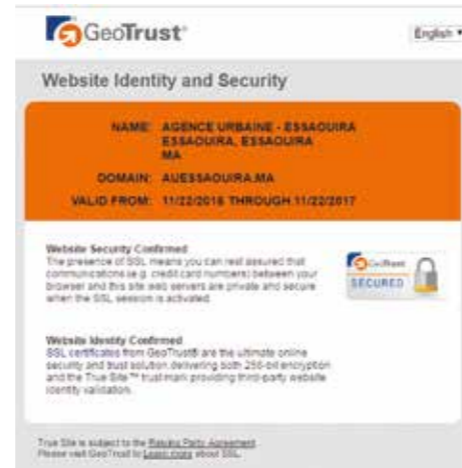 GeoTrust®
English
Website Identity and Security
NAME: AGENCE URBAINE - ESSAOUIRA
ESSAOUIRA, ESSAOUIRA
MA
DOMAIN: AUESSAOUIRA.MA
VALID FROM: 11/22/2016 THROUGH 11/22/2017
Website Security Confirmed
The presence of SSL means you can rest assured that
communications (e.g. credit card numbers) between your
browser and this site web servers are private and secure
when the SSL session is activated.
GeoTrust
SECURED
Website Identity Confirmed
SSL certificates from GeoTrust® are the ultimate online
security and trust solution delivering both 256-bit encryption
and the True Site™ trust mark providing third-party website
identity validation.
True Site is subject to the Relying Party Agreement.
Please visit GeoTrust to Learn more about SSL.